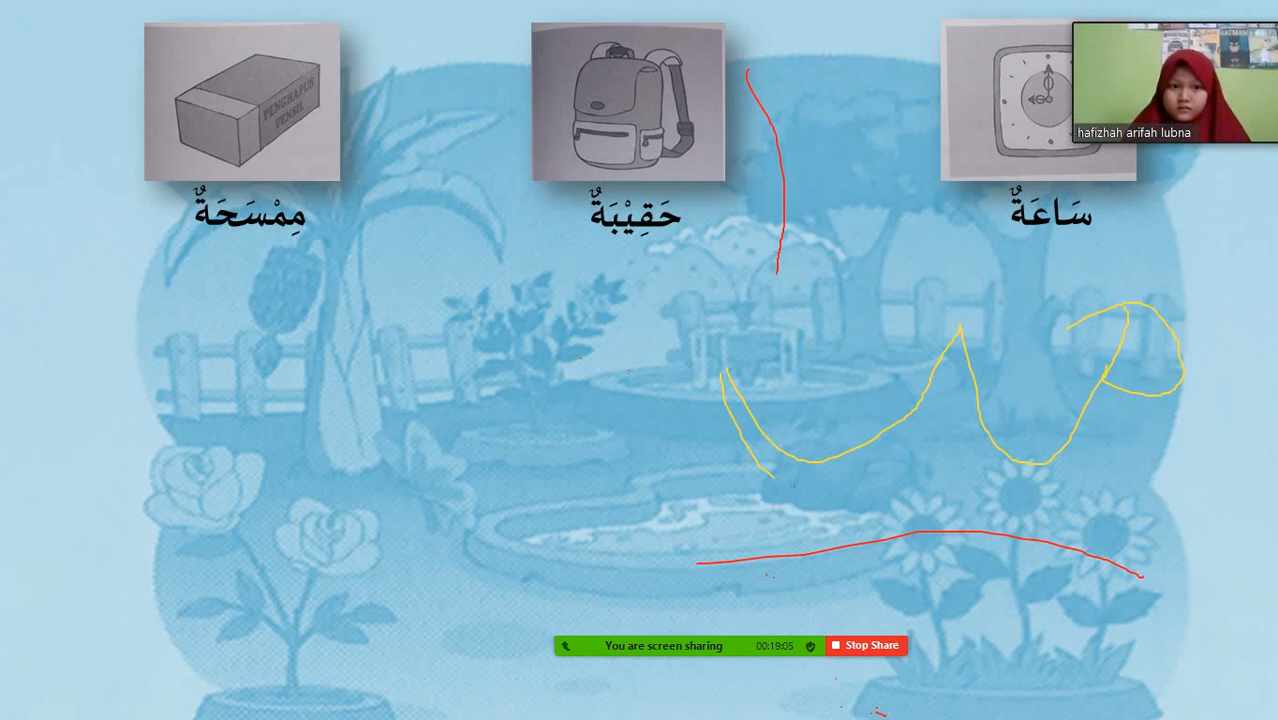 PENGHAPUS
PENSIL
hafizhah arifah lubna
سَاعَةٌ
حَقِيْبَةٌ
مِمْسَحَةٌ
You are screen sharing 00:19:05 Stop Share